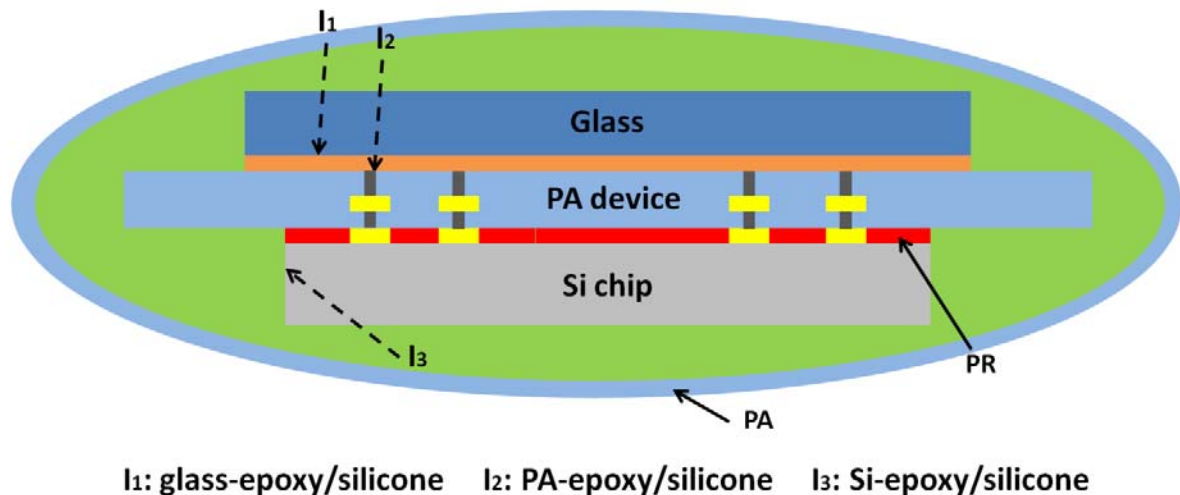 I1
I2
Glass
PA device
Si chip
I3
PR
PA
I1: glass-epoxy/silicone I2: PA-epoxy/silicone I3: Si-epoxy/silicone